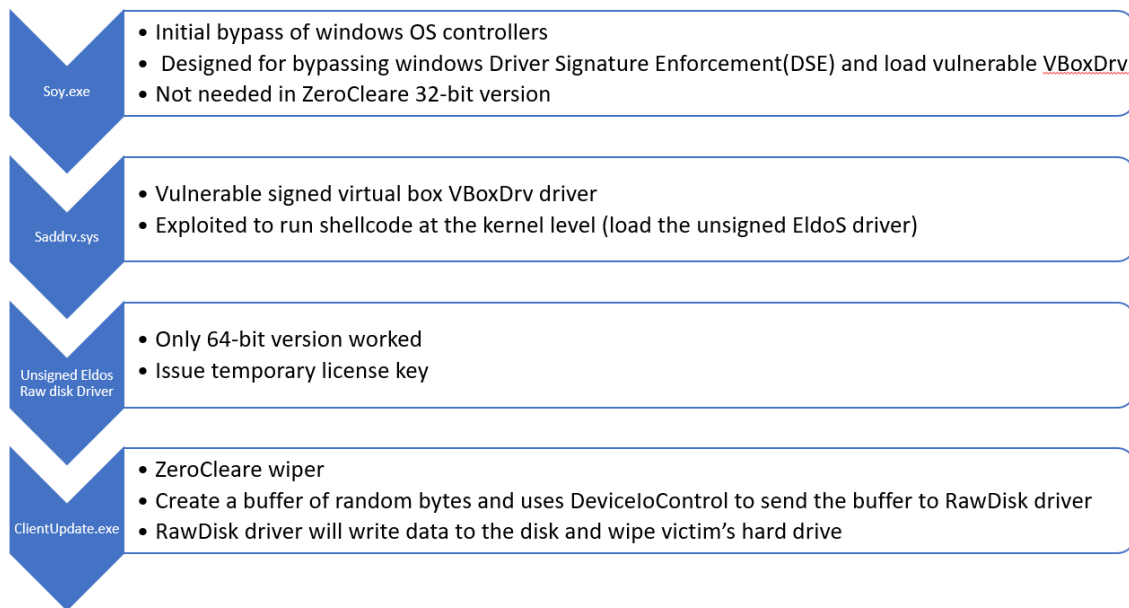 Soy.exe
• Initial bypass of windows OS controllers
• Designed for bypassing windows Driver Signature Enforcement(DSE) and load vulnerable VBoxDrv
• Not needed in ZeroCleare 32-bit version
Saddrv.sys
• Vulnerable signed virtual box VBoxDrv driver
• Exploited to run shellcode at the kernel level (load the unsigned EldoS driver)
Unsigned Eldos
Raw disk Driver
• Only 64-bit version worked
• Issue temporary license key
ClientUpdate.exe
• ZeroCleare wiper
• Create a buffer of random bytes and uses DeviceIoControl to send the buffer to RawDisk driver
• RawDisk driver will write data to the disk and wipe victim’s hard drive